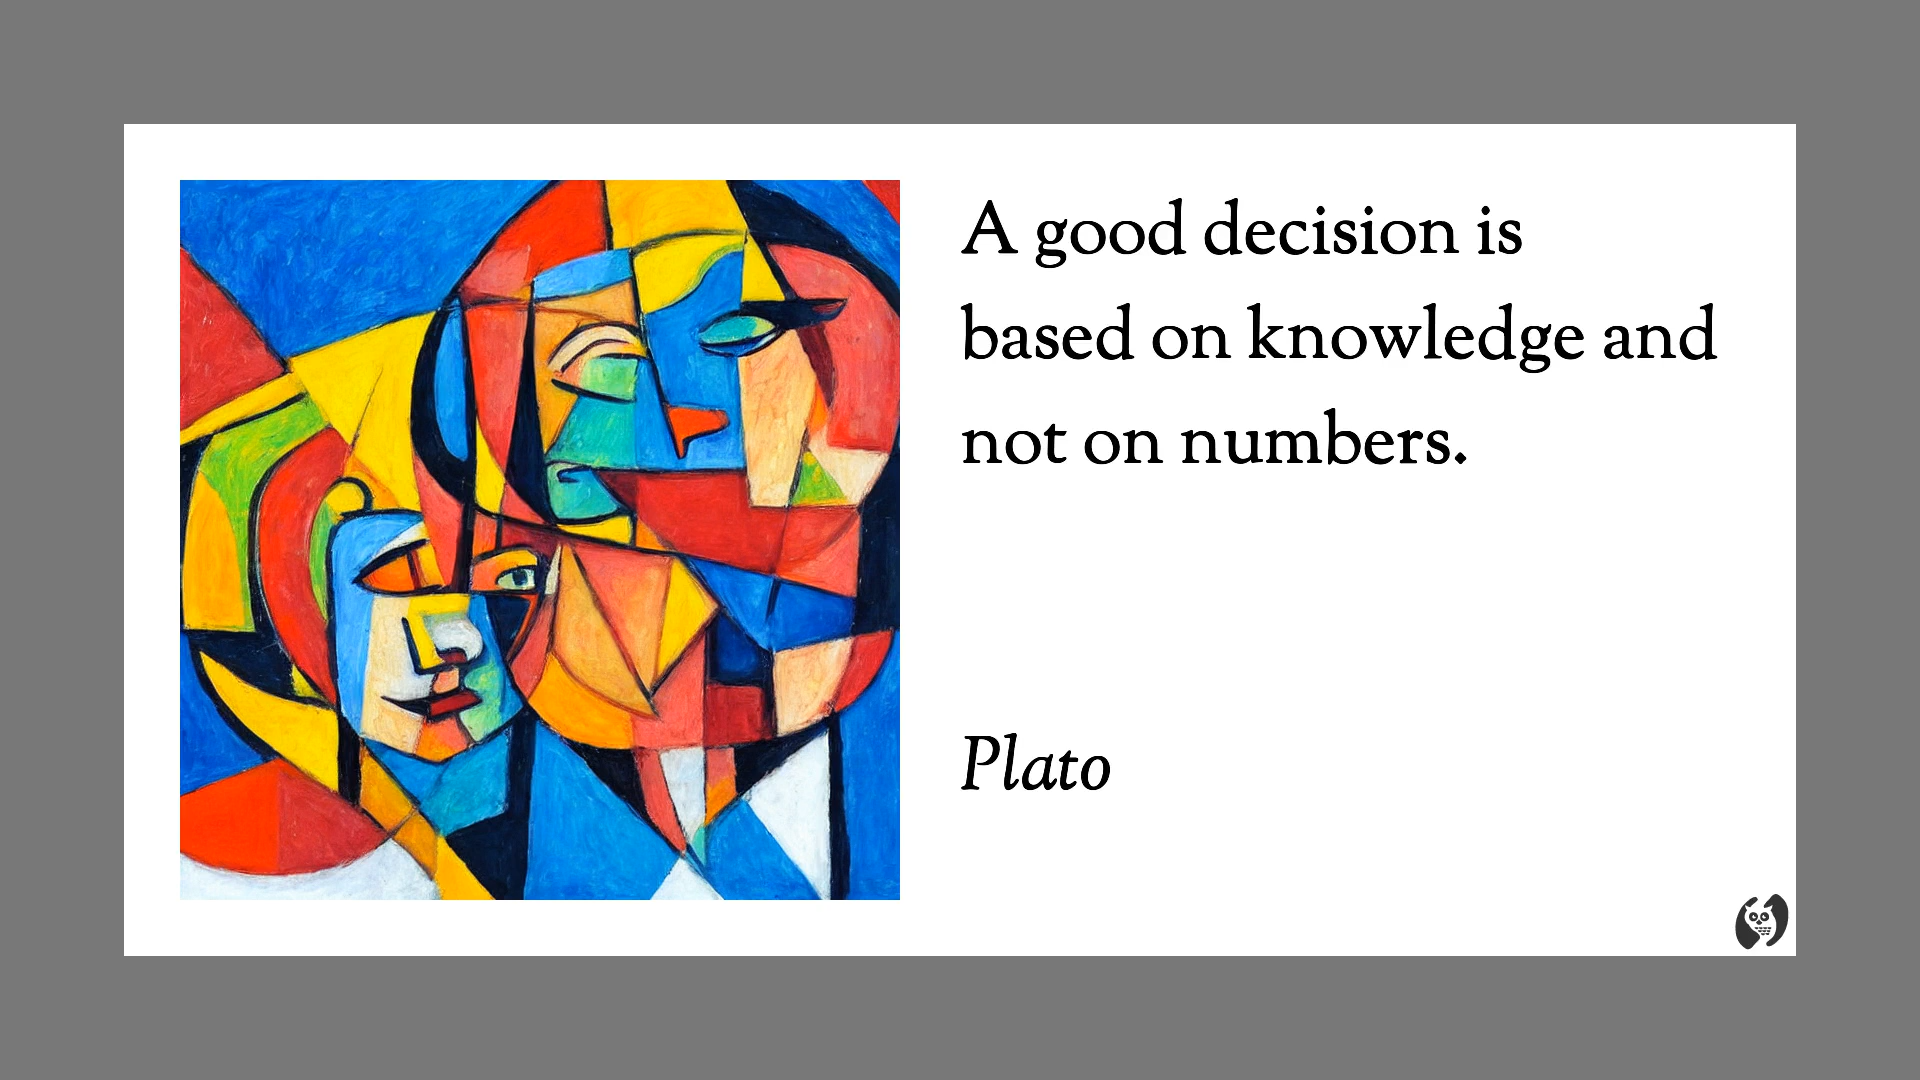 A good decision is
based on knowledge and
not on numbers.
Plato